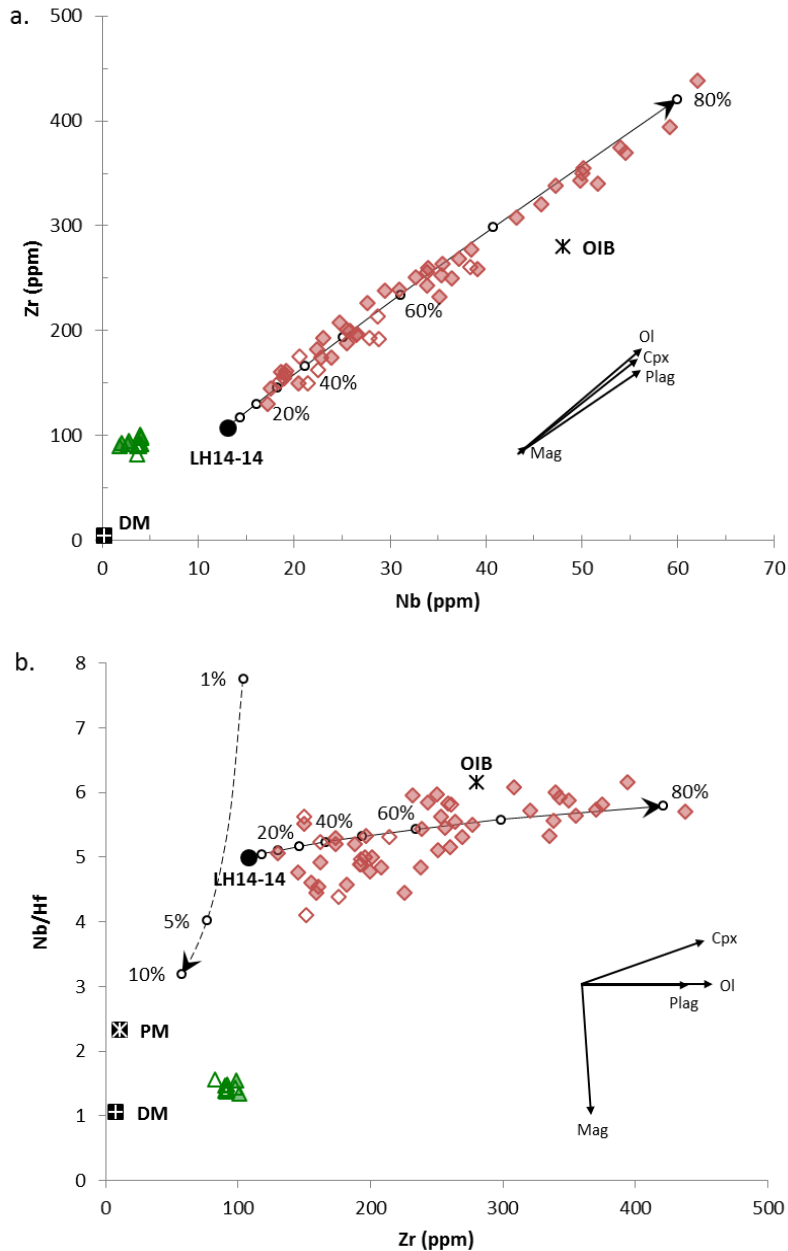 a.
500
400
300
200
100
0
Zr (ppm)
80%
OIB
60%
40%
20%
LH14-14
DM
Ol
Cpx
Plag
Mag
0
10
20
30
40
50
60
70
Nb (ppm)
b.
8
7
6
5
4
3
2
1
0
Nb/Hf
1%
5%
10%
OIB
80%
60%
40%
20%
LH14-14
PM
DM
Cpx
Ol
Plag
Mag
0
100
200
300
400
500
Zr (ppm)